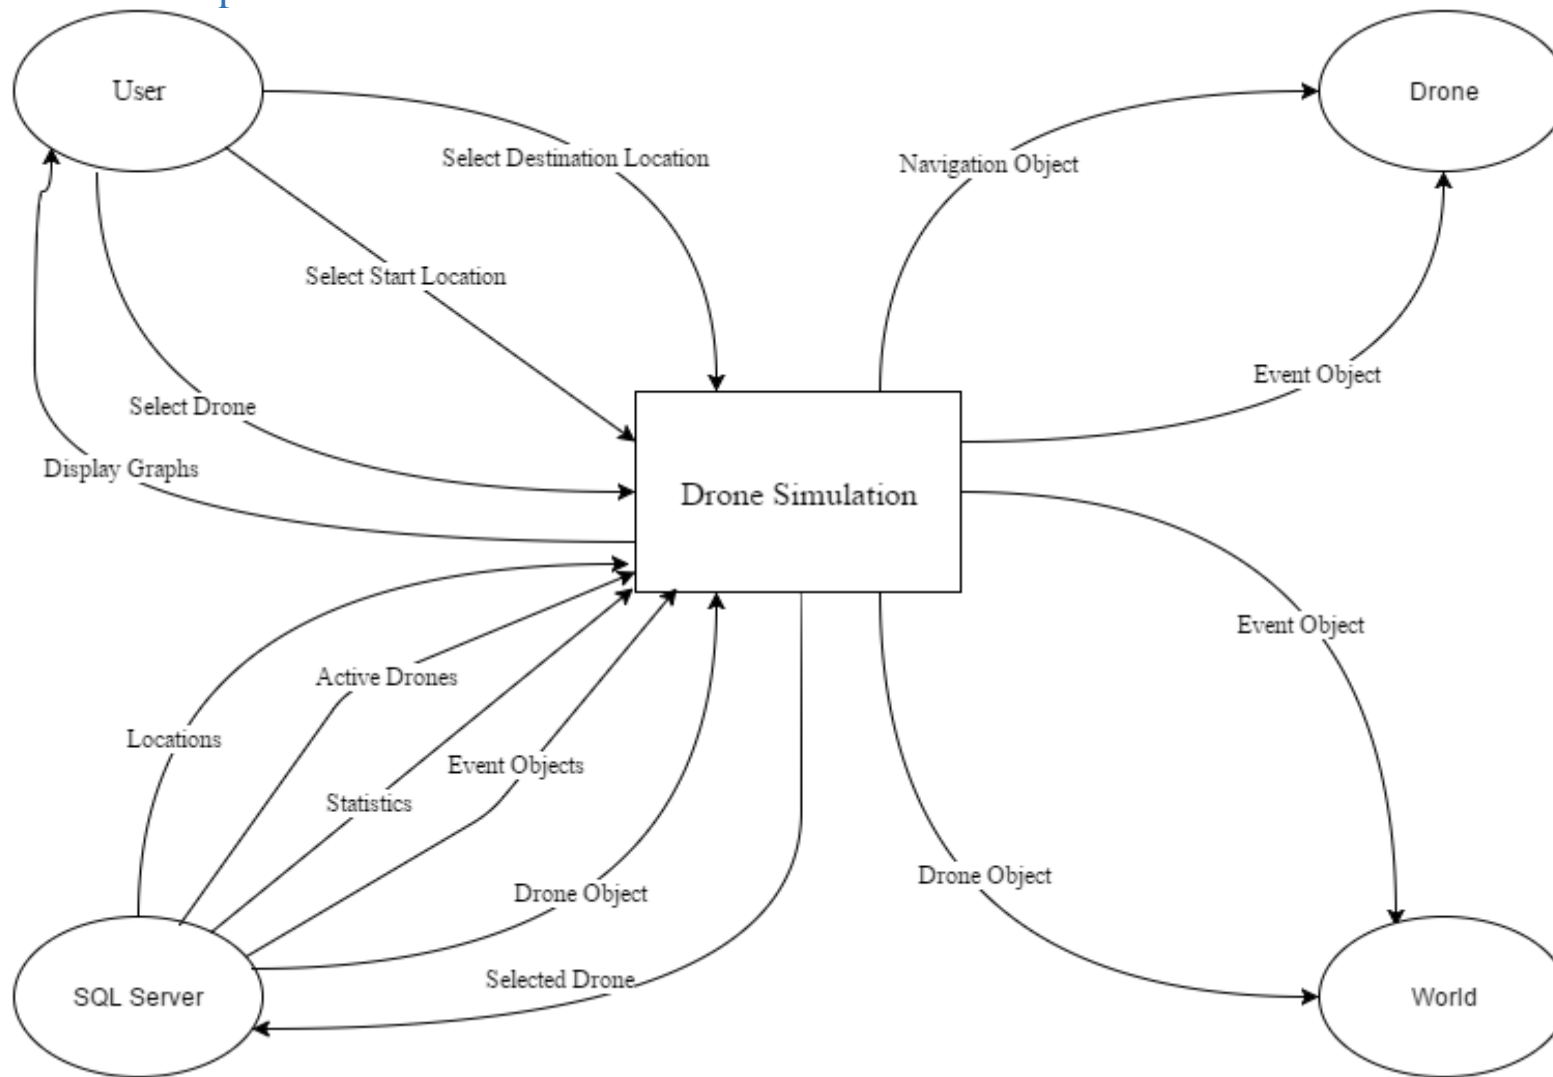 User
Drone
Select Destination Location
Navigation Object
Select Start Location
Event Object
Select Drone
Display Graphs
Drone Simulation
Event Object
Active Drones
Locations
Event Objects
Statistics
Drone Object
Drone Object
Selected Drone
SQL Server
World